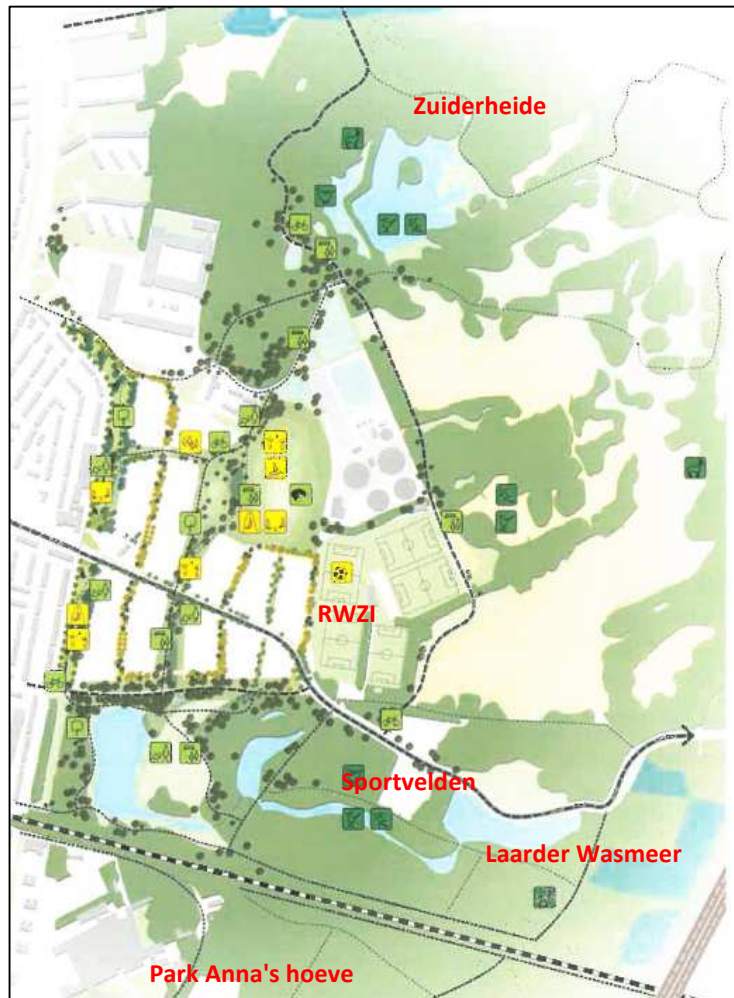 Zuiderheide
RWZI
Sportvelden
Laarder Wasmeer
Park Anna's hoeve